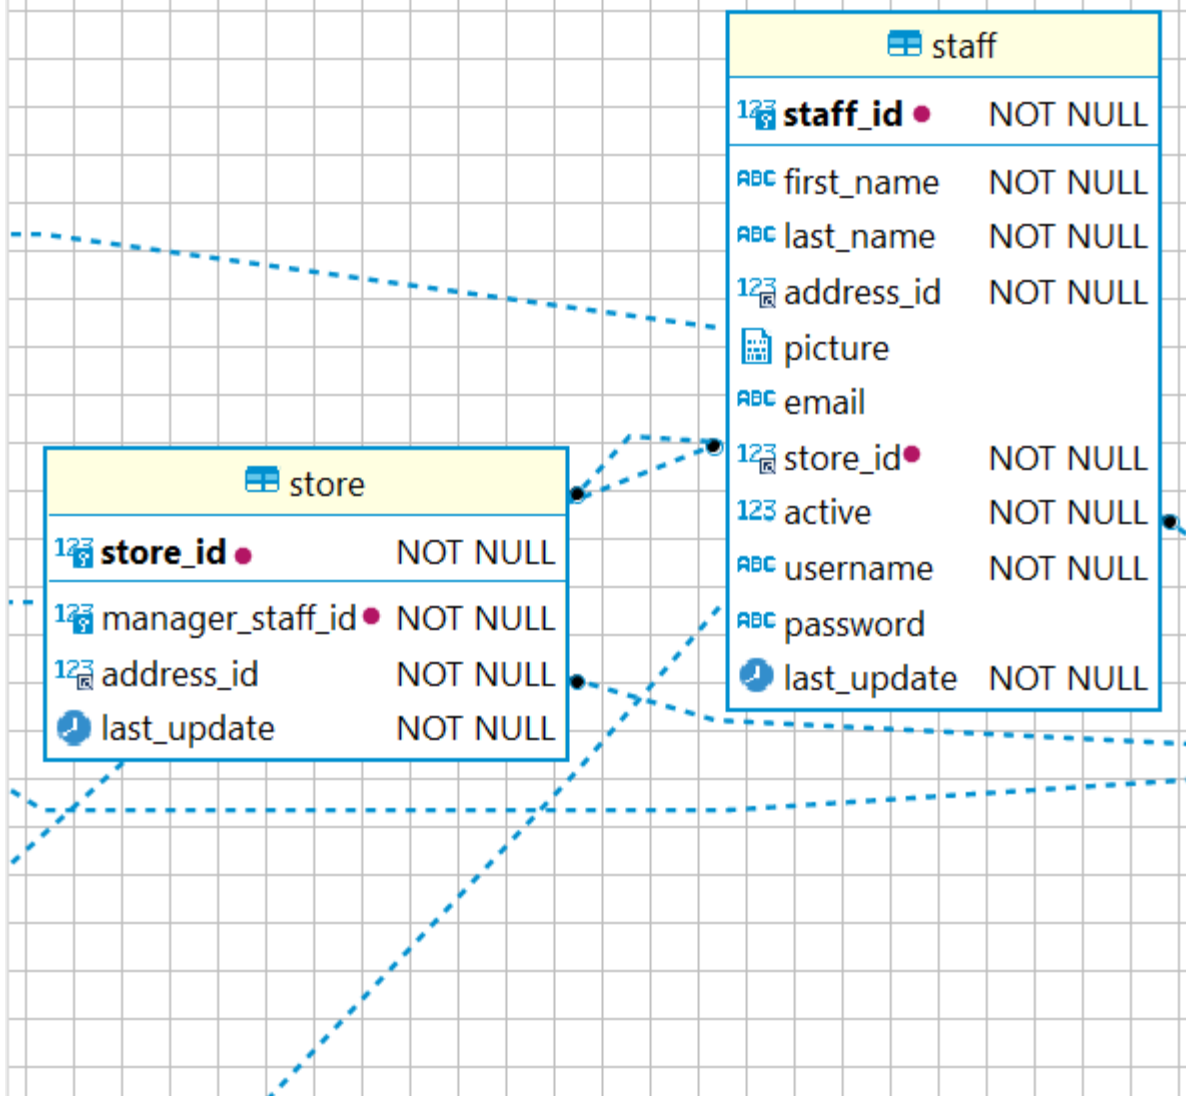 staff
staff_id NOT NULL
first_name NOT NULL
last_name NOT NULL
address_id NOT NULL
picture
email
store_id NOT NULL
active NOT NULL
username NOT NULL
password
last_update NOT NULL
store
store_id NOT NULL
manager_staff_id NOT NULL
address_id NOT NULL
last_update NOT NULL